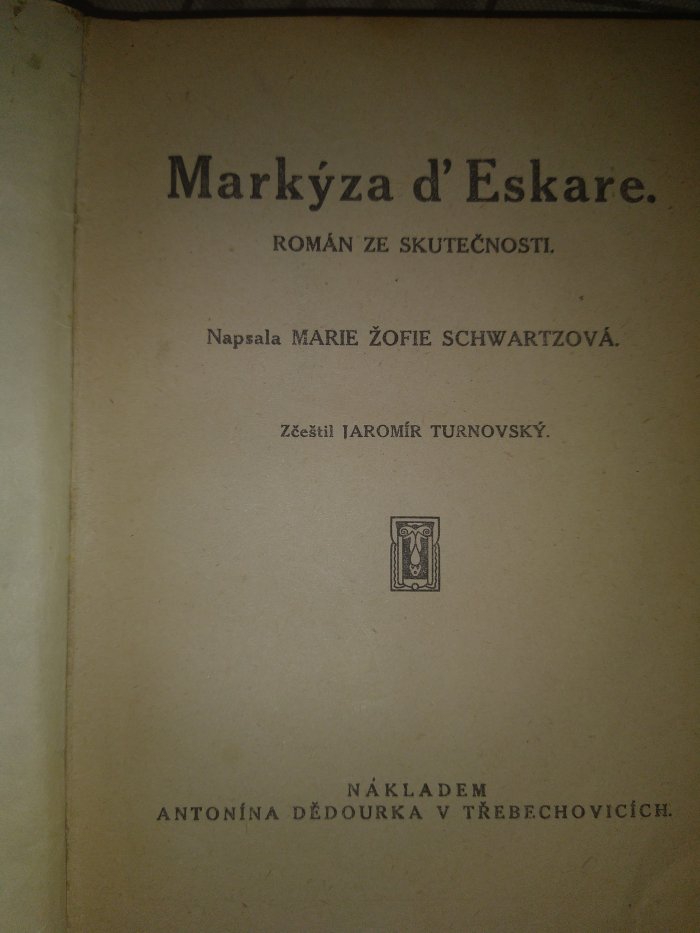 Markýza d' Eskare.
ROMÁN ZE SKUTEČNOSTI.
Napsala MARIE ŽOFIE SCHWARTZOVÁ.
Zčeštil JAROMÍR TURNOVSKÝ.
NÁKLADEM
ANTONÍNA DĚDOURKA V TŘEBECHOVICÍCH.